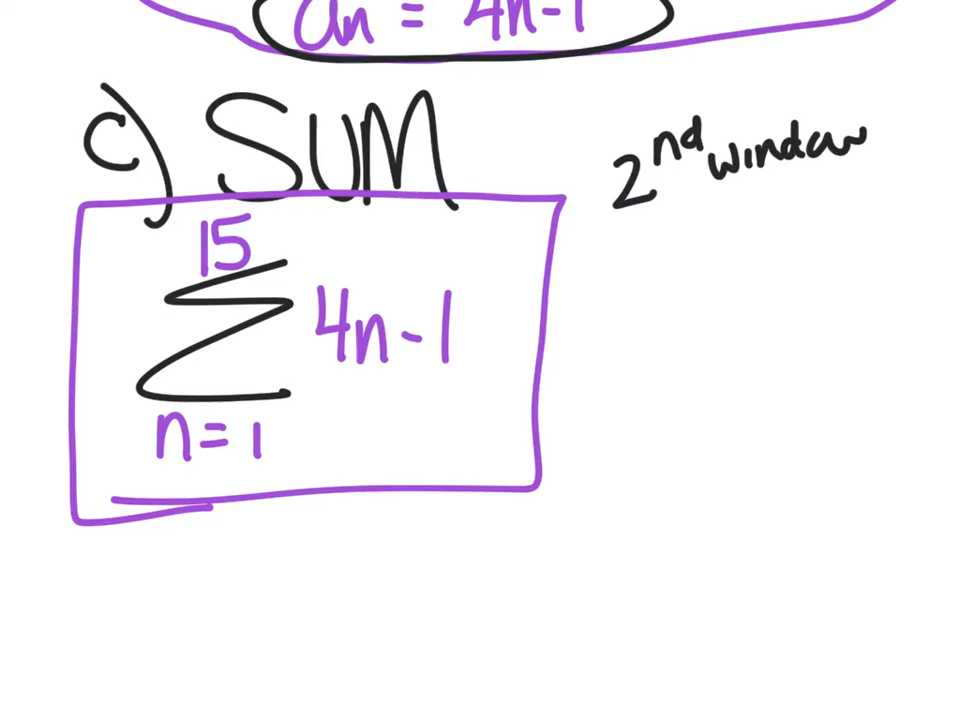 an = 4n-1
c) SUM
2nd window
15
Σ 4n-1
n=1